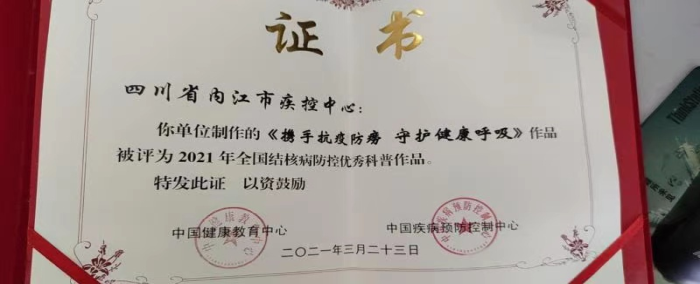 证书
四川省内江市疾控中心:
你单位制作的《携手抗疫防痨 守护健康呼吸》作品
被评为2021年全国结核病防控优秀科普作品。
特发此证 以资鼓励
中国健康教育中心 中国疾病预防控制中心
二〇二一年三月二十三日